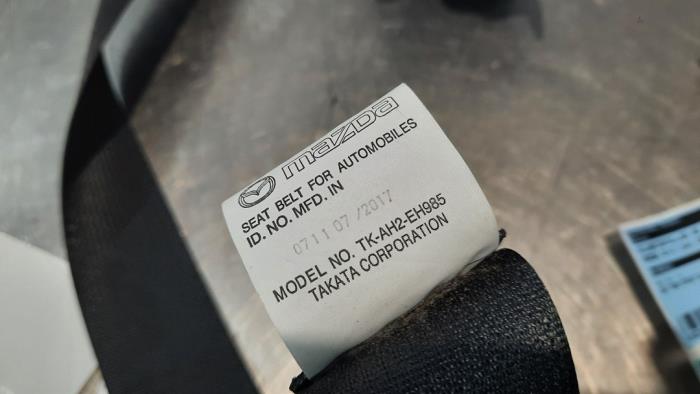 mazda
SEAT BELT FOR AUTOMOBILES
ID. NO. MFD. IN
0711 07 /2017
MODEL NO. TK-AH2-EH985
TAKATA CORPORATION